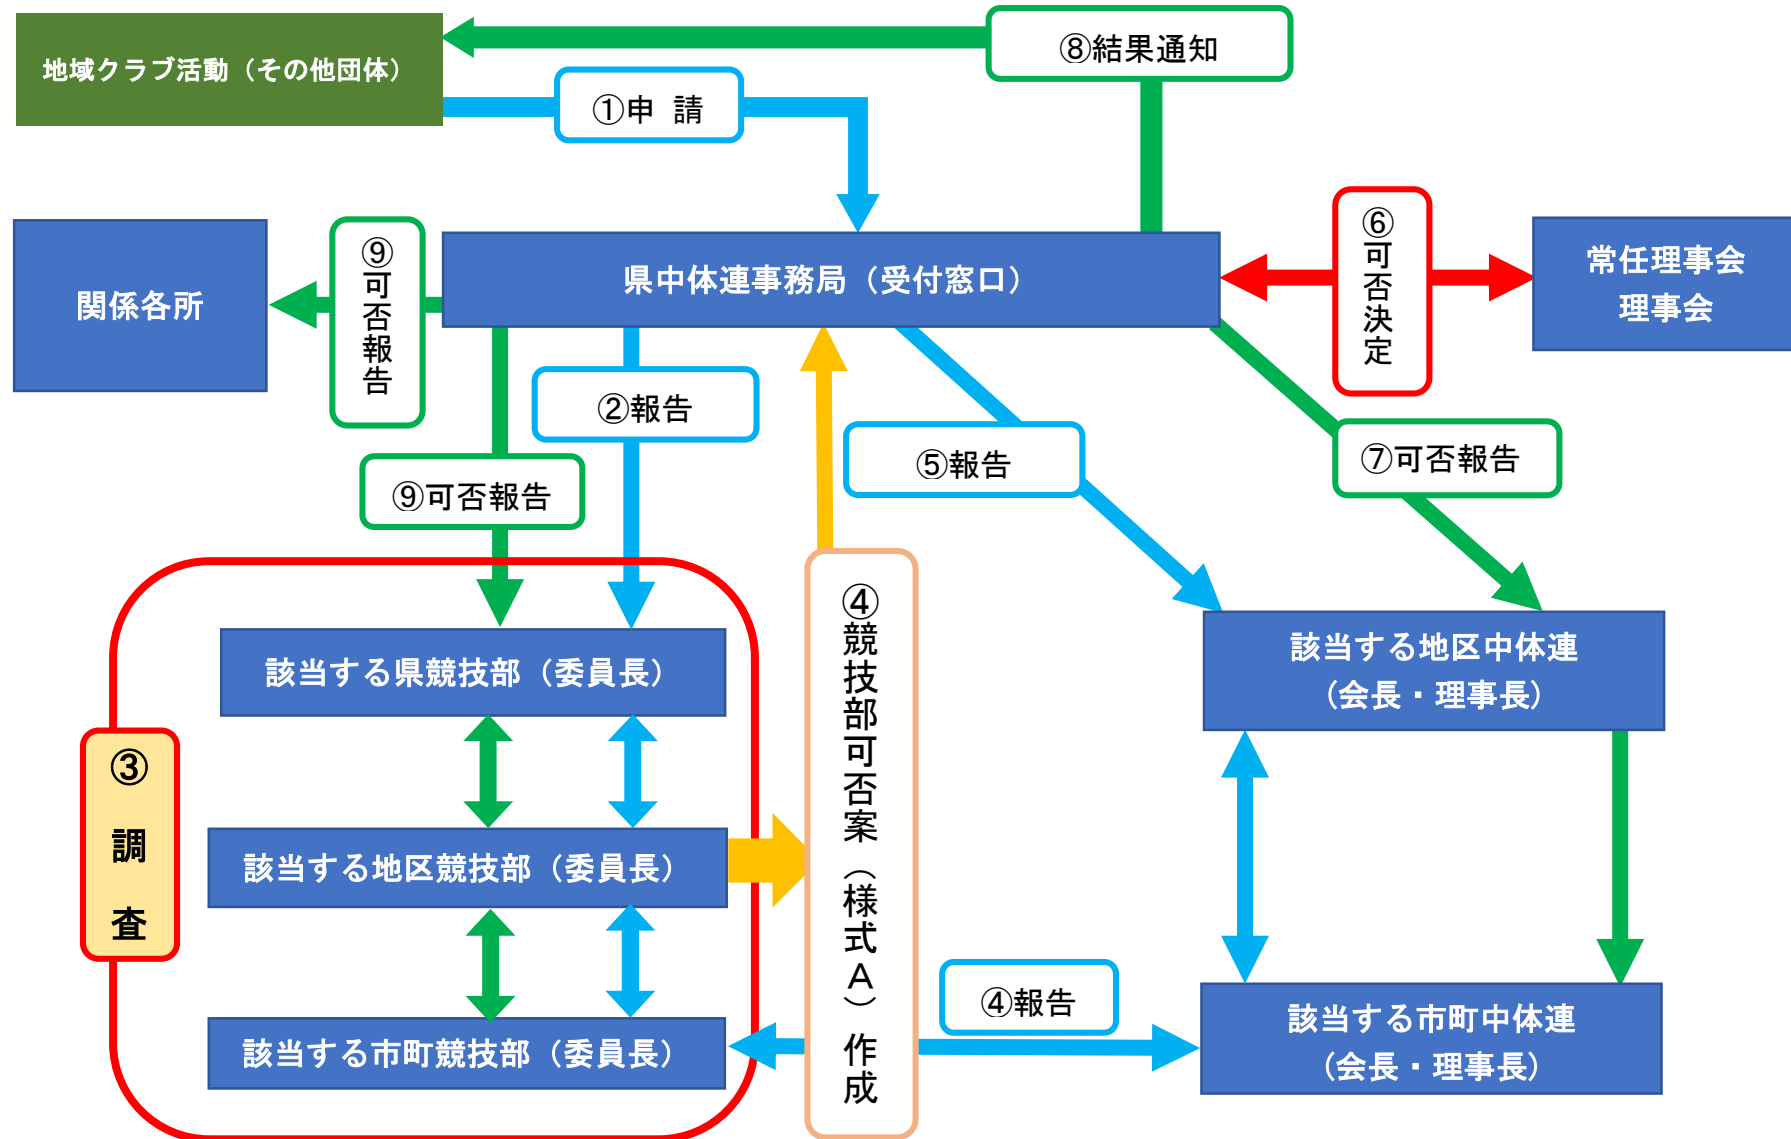 ⑧結果通知
地域クラブ活動（その他団体）
①申　請
⑥可否決定
⑨可否報告
県中体連事務局（受付窓口）
常任理事会
理事会
関係各所
②報告
⑤報告
⑦可否報告
⑨可否報告
④競技部可否案（様式Ａ）作成
該当する県競技部（委員長）
該当する地区中体連
（会長・理事長）
③調査
該当する地区競技部（委員長）
④報告
該当する市町競技部（委員長）
該当する市町中体連
（会長・理事長）